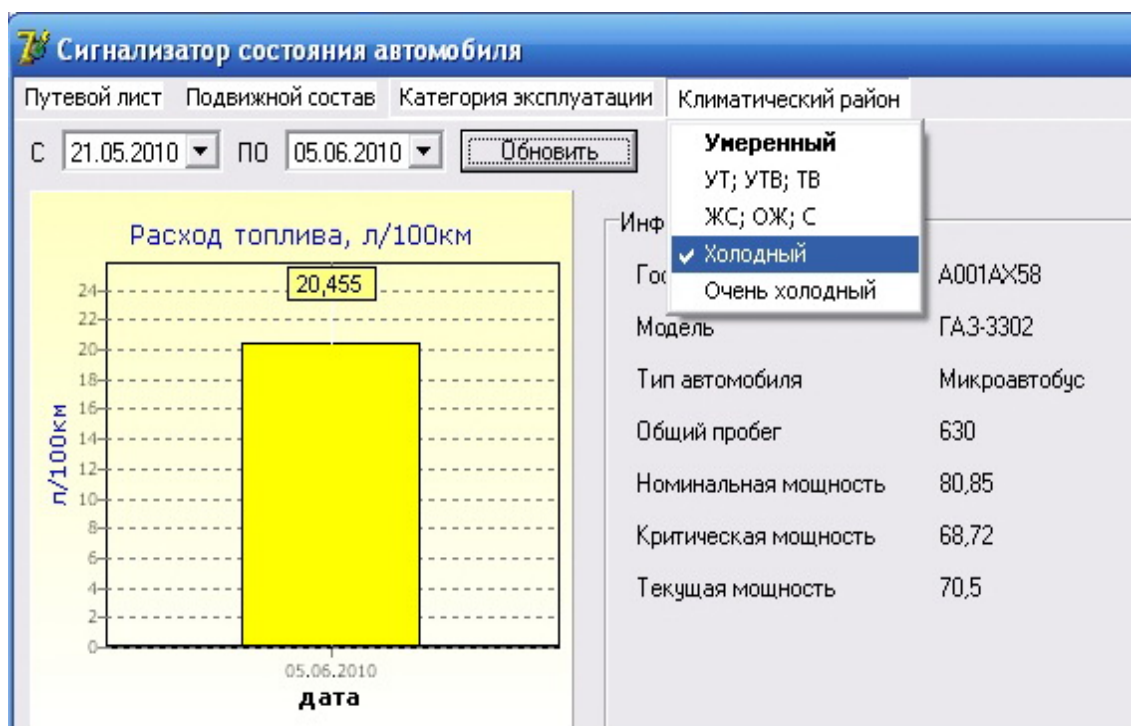 Сигнализатор состояния автомобиля
Путевой лист Подвижной состав Категория эксплуатации Климатический район
С 21.05.2010 ПО 05.06.2010 Обновить
Умеренный
УТ; УТВ; ТВ
ЖС; ОЖ; С
Холодный
Очень холодный
Расход топлива, л/100км
20,455
24
22
20
18
16
14
12
10
8
6
4
2
0
л/100км
05.06.2010
дата
Инф
Гос А001АХ58
Модель ГАЗ-3302
Тип автомобиля Микроавтобус
Общий пробег 630
Номинальная мощность 80,85
Критическая мощность 68,72
Текущая мощность 70,5